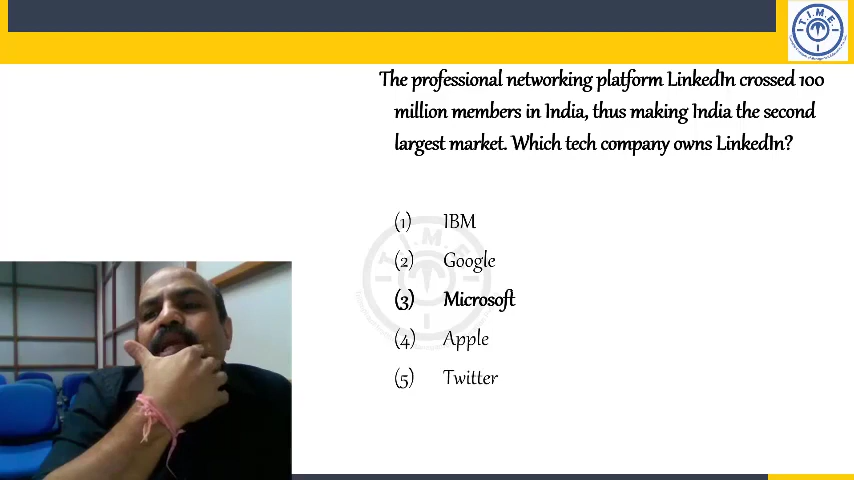 T.I.M.E.
The professional networking platform LinkedIn crossed 100
million members in India, thus making India the second
largest market. Which tech company owns LinkedIn?
(1) IBM
(2) Google
(3) Microsoft
(4) Apple
(5) Twitter